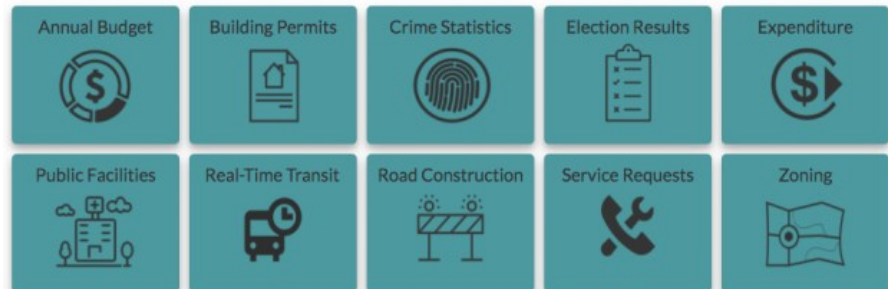 Annual Budget
Building Permits
Crime Statistics
Election Results
Expenditure
Public Facilities
Real-Time Transit
Road Construction
Service Requests
Zoning